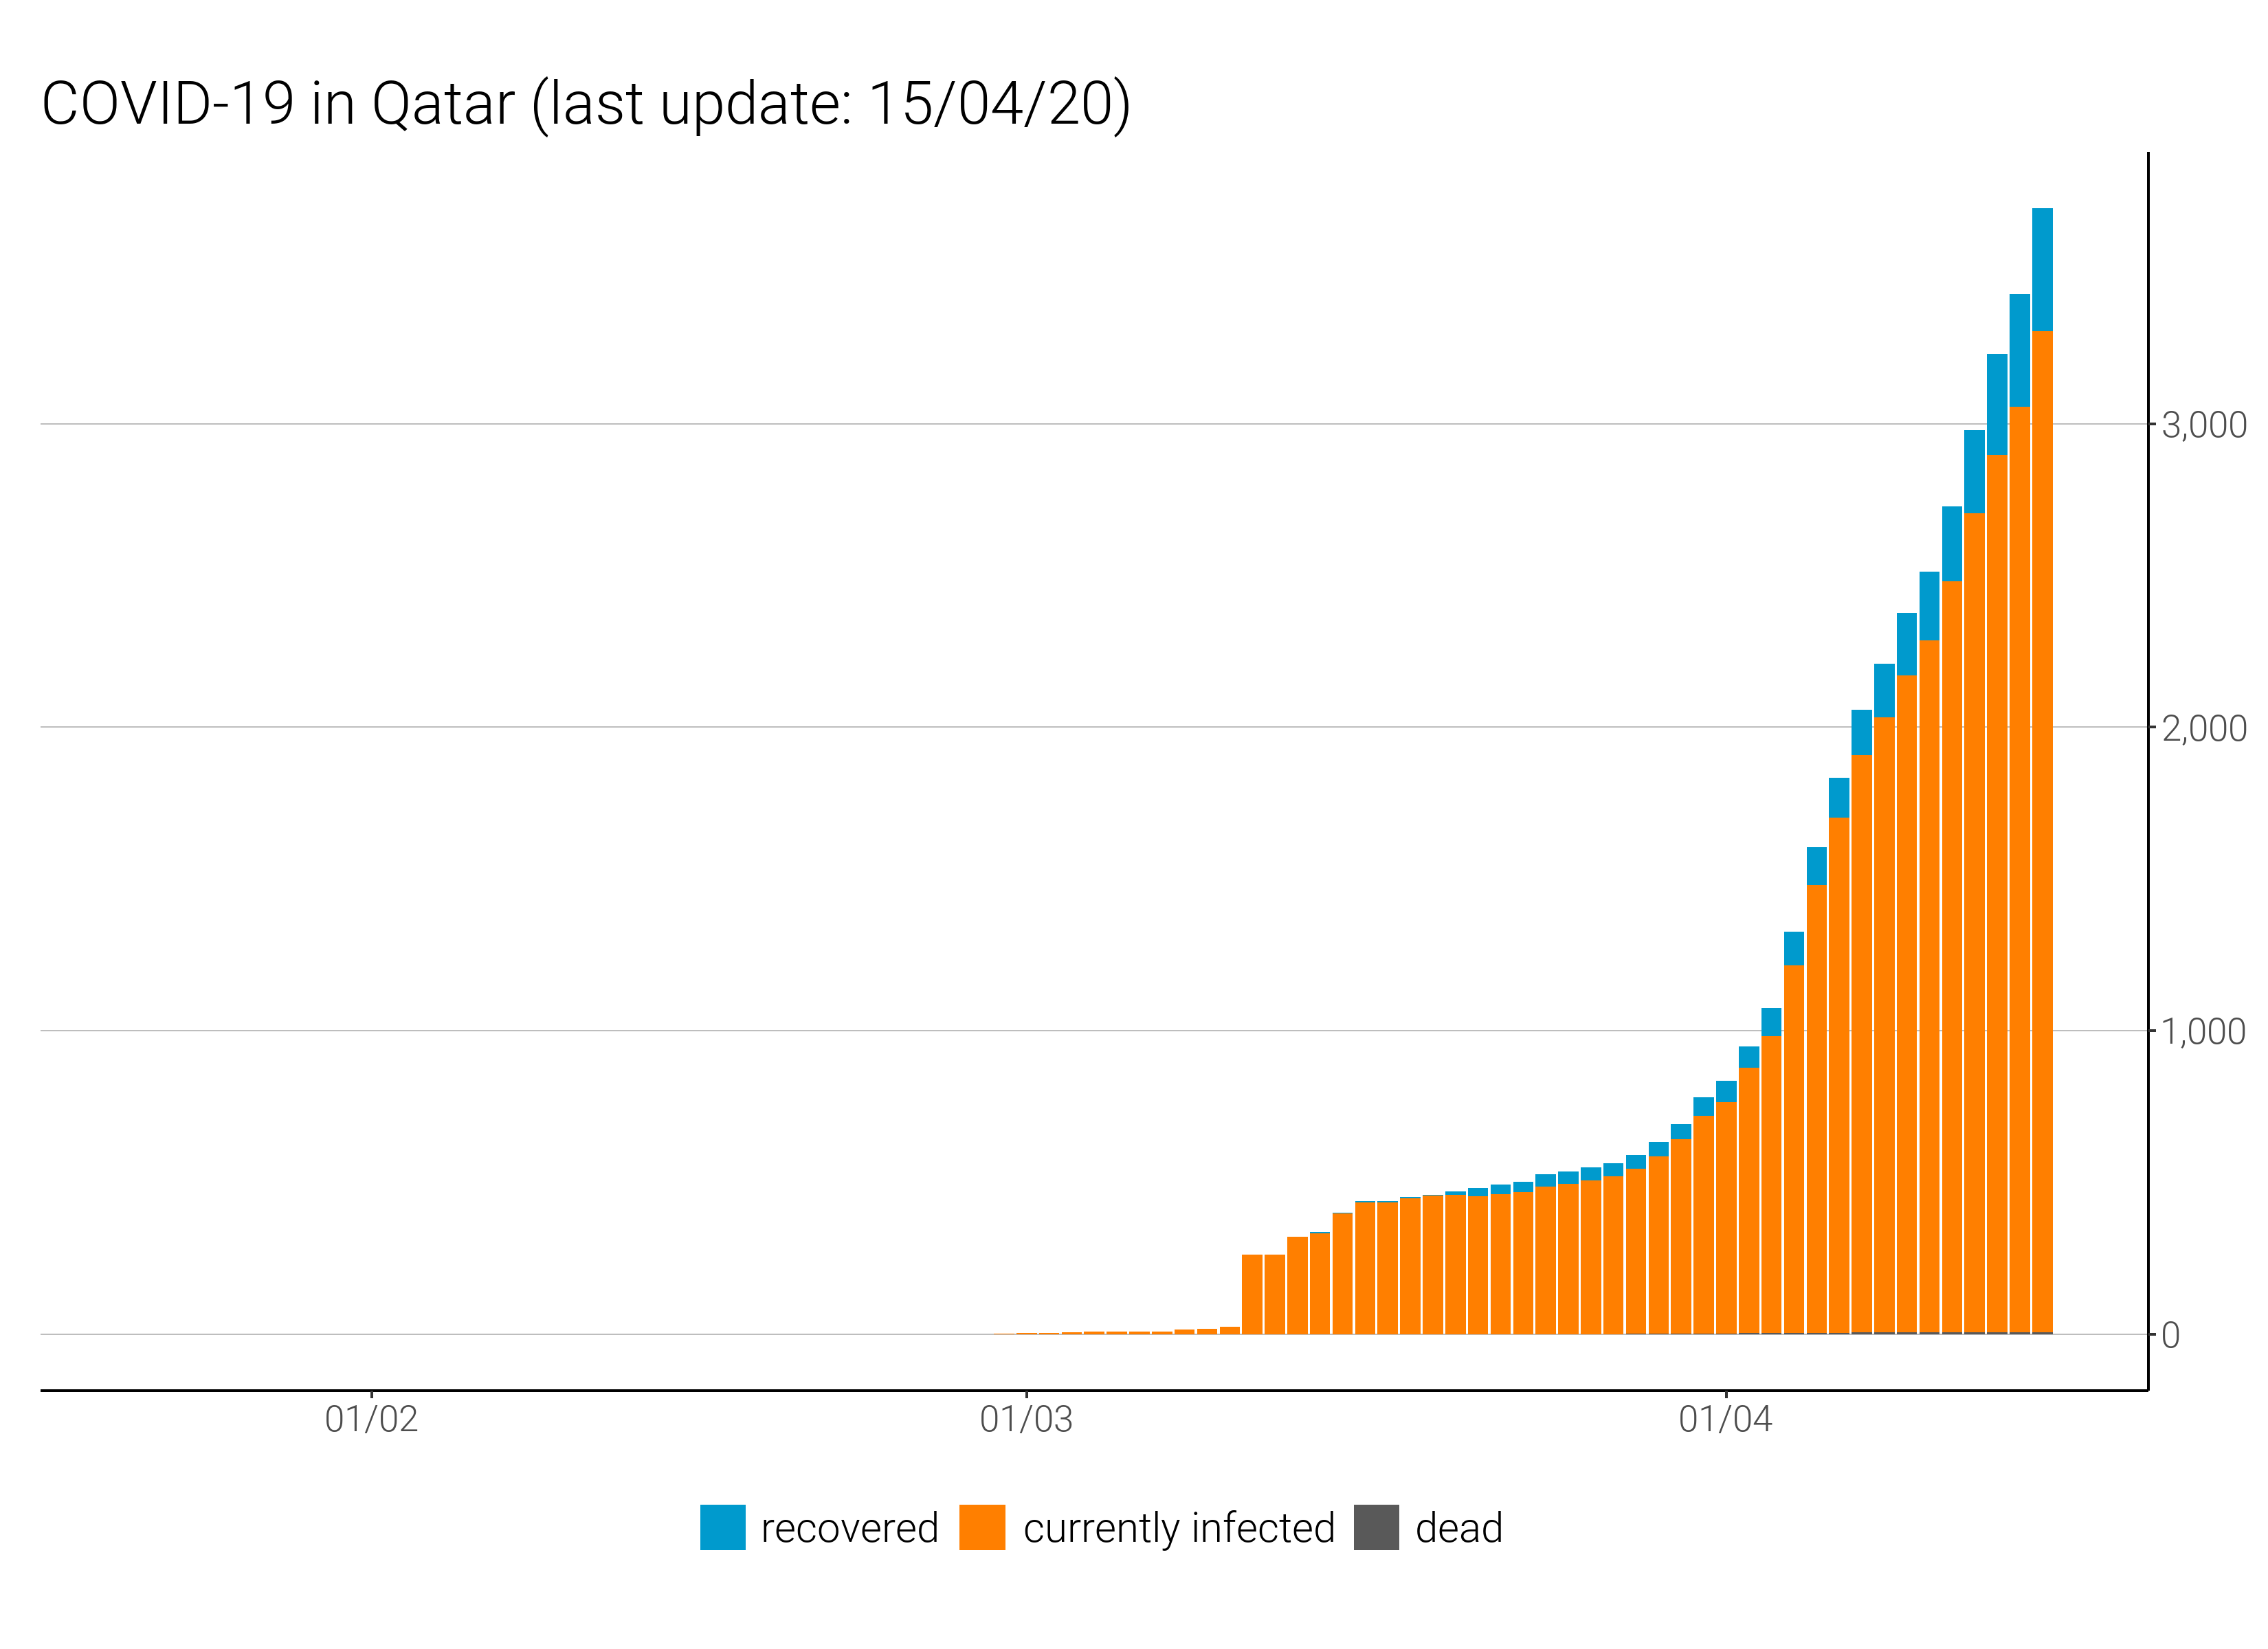 COVID-19 in Qatar (last update: 15/04/20)
3,000
2,000
1,000
0
01/02 01/03 01/04
recovered currently infected dead